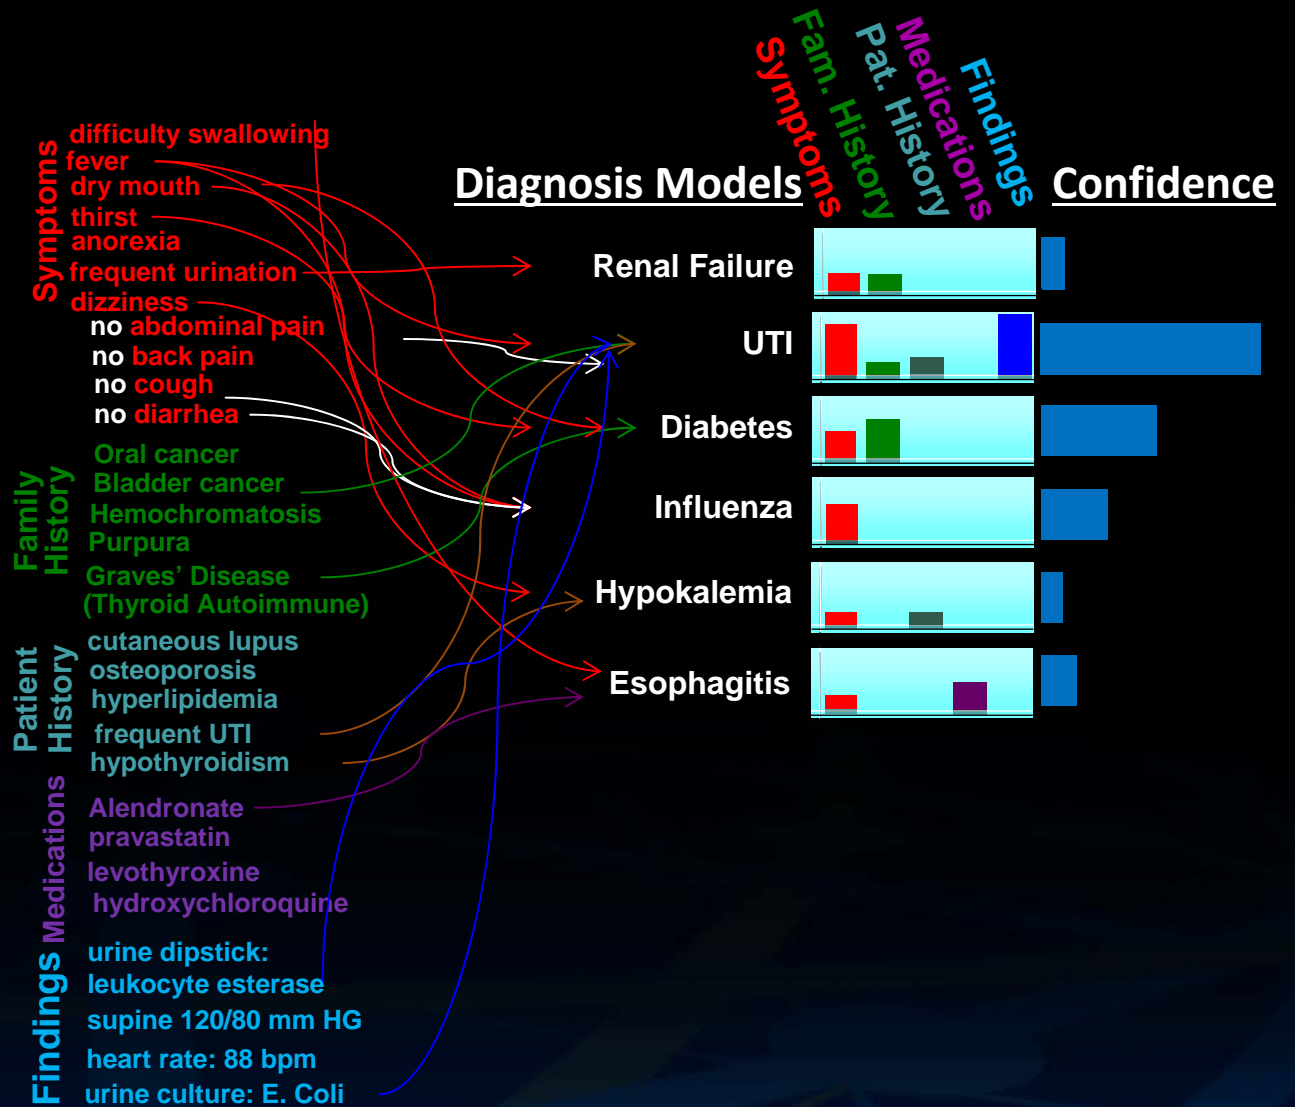 Symptoms
Fam. History
Pat. History
Medications
Findings
Diagnosis Models
Confidence
Symptoms
difficulty swallowing
fever
dry mouth
thirst
anorexia
frequent urination
dizziness
no abdominal pain
no back pain
no cough
no diarrhea
Family
History
Oral cancer
Bladder cancer
Hemochromatosis
Purpura
Graves’ Disease
(Thyroid Autoimmune)
Patient
History
cutaneous lupus
osteoporosis
hyperlipidemia
frequent UTI
hypothyroidism
Medications
Alendronate
pravastatin
levothyroxine
hydroxychloroquine
Findings
urine dipstick:
leukocyte esterase
supine 120/80 mm HG
heart rate: 88 bpm
urine culture: E. Coli
Renal Failure
UTI
Diabetes
Influenza
Hypokalemia
Esophagitis